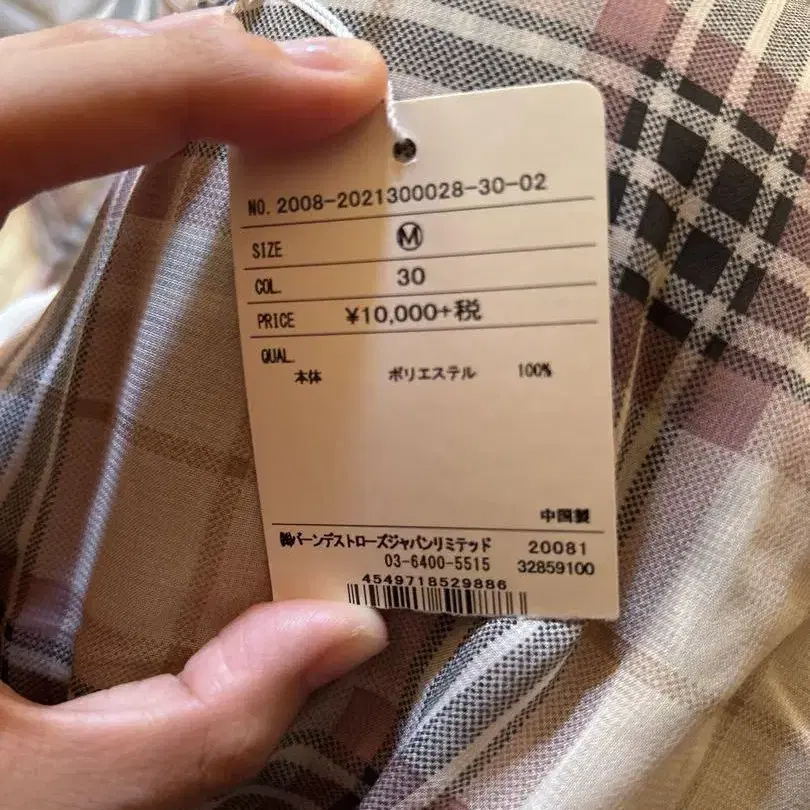 NO. 2008-2021300028-30-02
SIZE Ⓜ
COL. 30
PRICE ¥10,000+税
QUAL.
本体 ポリエステル 100%
中国製
㈱バーンデストローズジャパンリミテッド 20081
03-6400-5515 32859100
4549718529886